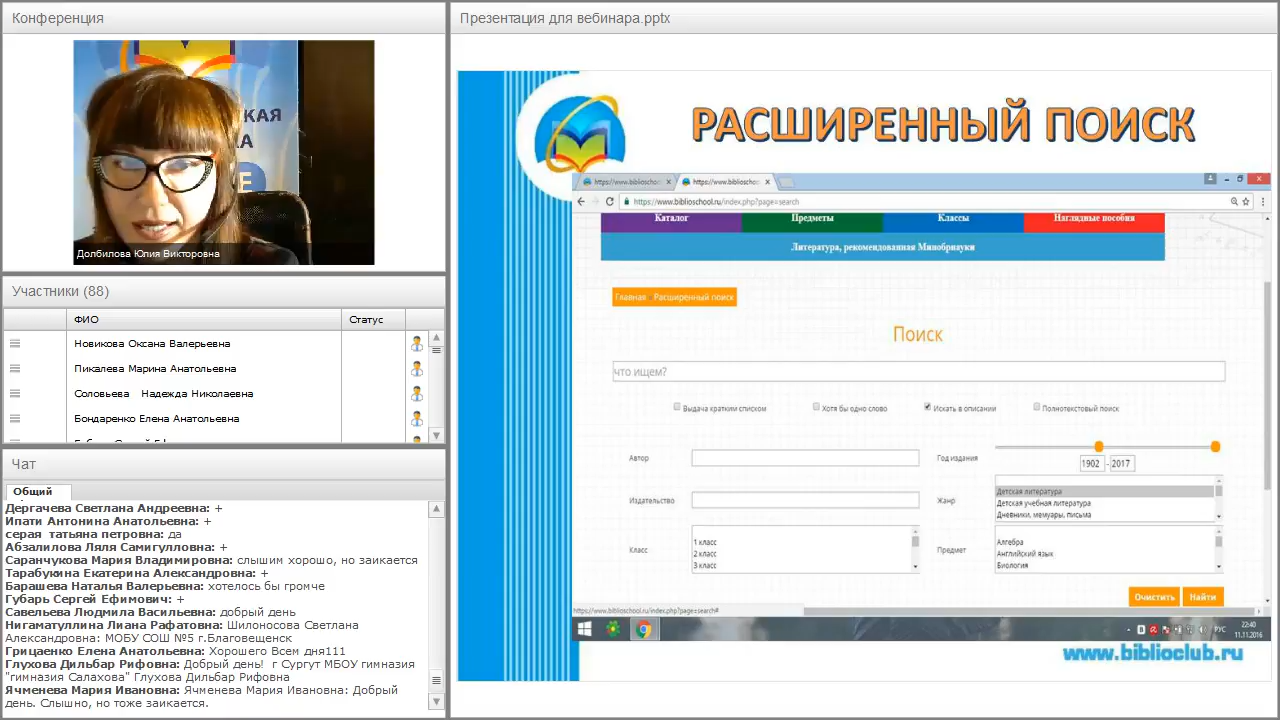 Конференция
КАЯ
КА
Е
Долбилова Юлия Викторовна
Участники (88)
ФИО
Статус
Новикова Оксана Валерьевна
Пикалева Марина Анатольевна
Соловьева Надежда Николаевна
Бондаренко Елена Анатольевна
Чат
Общий
Дергачева Светлана Андреевна: +
Ипати Антонина Анатольевна: +
серая татьяна петровна: да
Абзалилова Ляля Самигулловна: +
Саранчукова Мария Владимировна: слышим хорошо, но заикается
Тарабукина Екатерина Александровна: +
Барашева Наталья Валерьевна: хотелось бы громче
Губарь Сергей Ефимович: +
Савельева Людмила Васильевна: добрый день
Нигаматуллина Лиана Рафатовна: Шилоносова Светлана
Александровна: МОБУ СОШ №5 г.Благовещенск
Грицаенко Елена Анатольевна: Хорошего Всем дня111
Глухова Дильбар Рифовна: Добрый день! г Сургут МБОУ гимназия
"гимназия Салахова" Глухова Дильбар Рифовна
Ячменева Мария Ивановна: Ячменева Мария Ивановна: Добрый
день. Слышно, но тоже заикается.
Презентация для вебинара.pptx
РАСШИРЕННЫЙ ПОИСК
https://www.biblioschoo
https://www.biblioschoo
https://www.biblioschool.ru/index.php?page=search
Каталог
Предметы
Классы
Наглядные пособия
Литература, рекомендованная Минобрнауки
Главная Расширенный поиск
Поиск
что ищем?
Выдача кратким списком
Хотя бы одно слово
Искать в описании
Полнотекстовый поиск
Автор
Год издания
1902 - 2017
Издательство
Жанр
Детская литература
Детская учебная литература
Дневники, мемуары, письма
Класс
1 класс
2 класс
3 класс
Предмет
Алгебра
Английский язык
Биология
Очистить
Найти
https://www.biblioschool.ru/index.php?page=search#
РУС
22:40
11.11.2016
www.biblioclub.ru